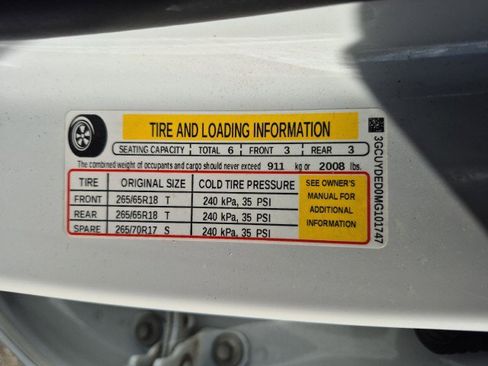 TIRE AND LOADING INFORMATION
SEATING CAPACITY TOTAL 6 FRONT 3 REAR 3
The combined weight of occupants and cargo should never exceed 911 kg or 2008 lbs.
TIRE ORIGINAL SIZE COLD TIRE PRESSURE
FRONT 265/65R18 T 240 kPa, 35 PSI
REAR 265/65R18 T 240 kPa, 35 PSI
SPARE 265/70R17 S 240 kPa, 35 PSI
SEE OWNER'S
MANUAL FOR
ADDITIONAL
INFORMATION
3GCUYDED0MG101747